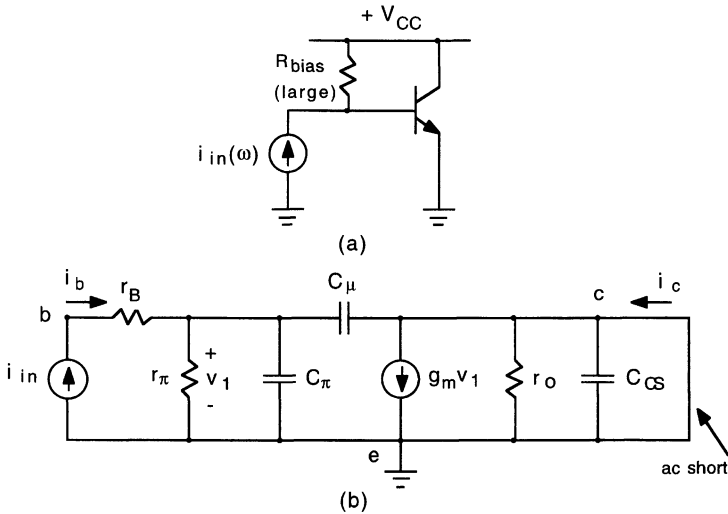 + V_CC
R_bias
(large)
i_in(ω)
(a)
i_b
r_B
C_μ
c
i_c
b
i_in
r_π
+
v_1
-
C_π
g_m v_1
r_o
C_CS
e
ac short
(b)